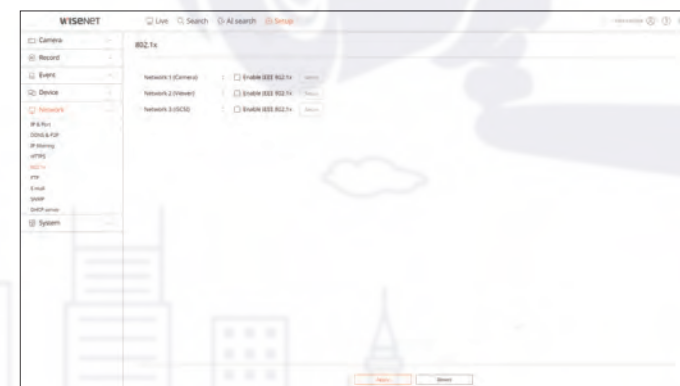 WISENET
Live Search AI search Setup
Camera
Record
Event
Device
Network
IP & Port
DDNS & P2P
IP filtering
HTTPS
802.1x
FTP
E-mail
SNMP
DHCP server
System
802.1x
Network 1 (Camera) : Enable IEEE 802.1x
Network 2 (Viewer) : Enable IEEE 802.1x
Network 3 (iSCSI) : Enable IEEE 802.1x
Apply